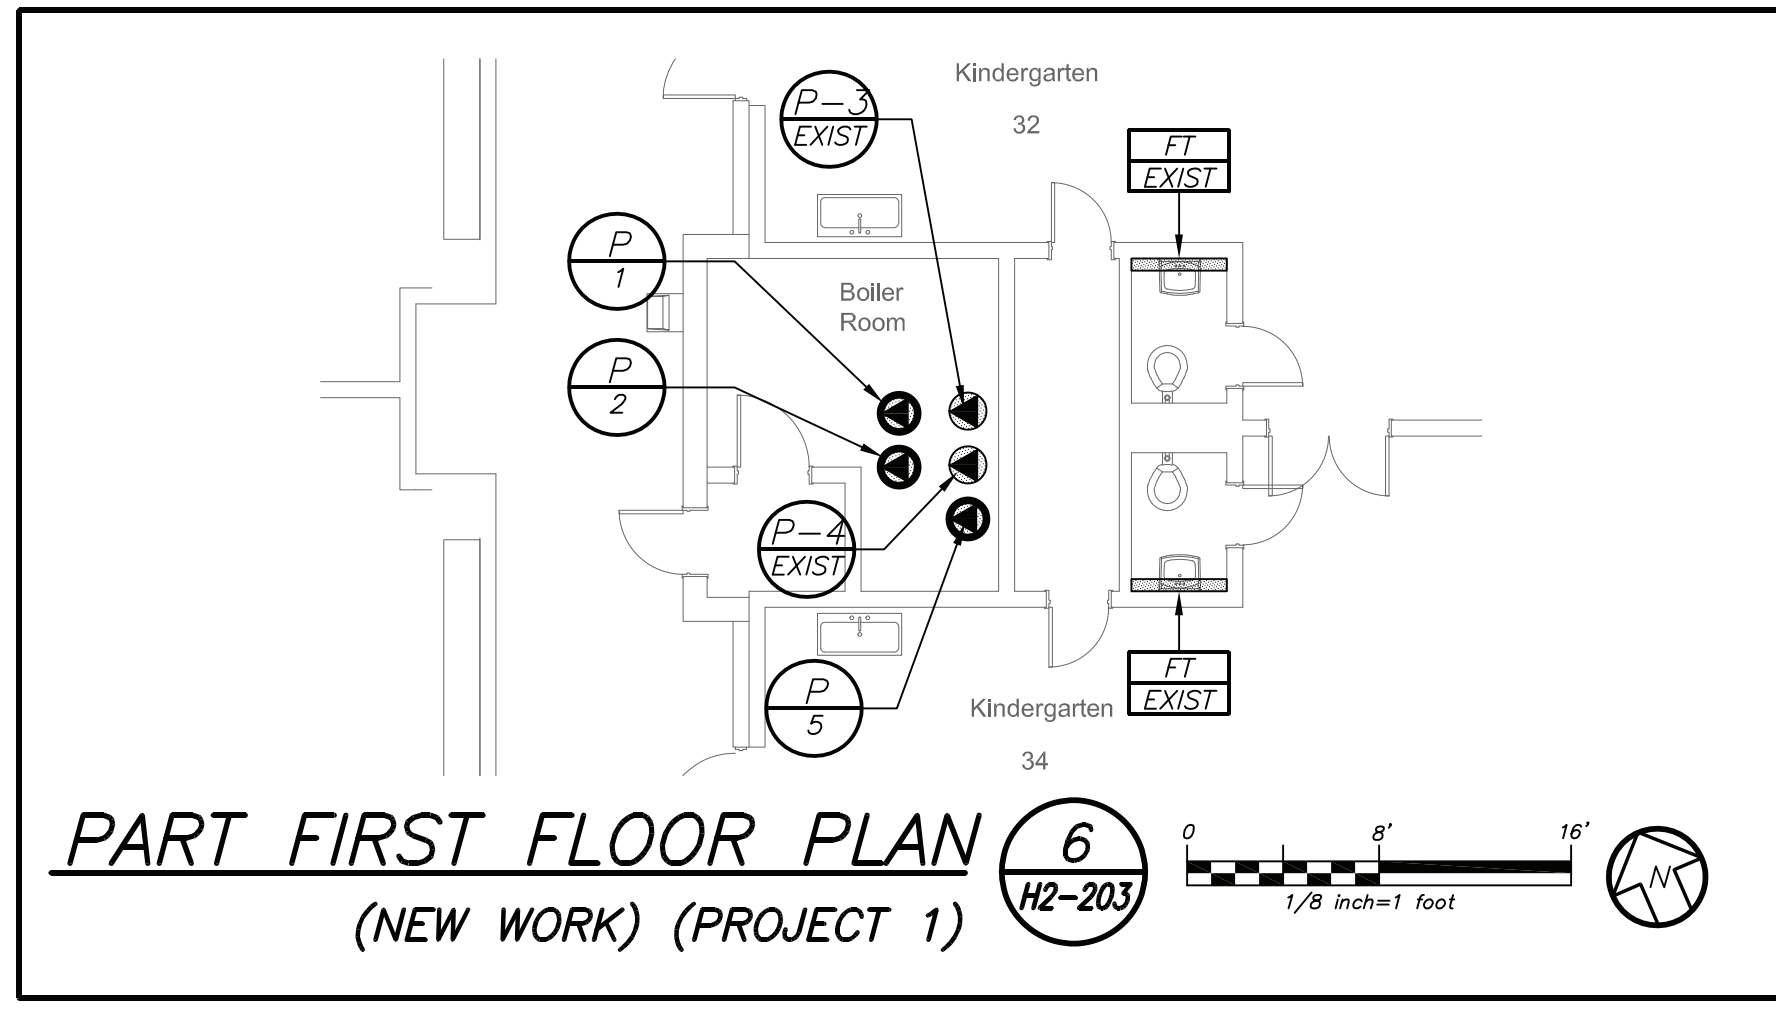 Kindergarten
32
P-3
EXIST
FT
EXIST
P
1
Boiler
Room
P
2
P-4
EXIST
P
5
FT
EXIST
Kindergarten
34
PART FIRST FLOOR PLAN
(NEW WORK) (PROJECT 1)
6
H2-203
0 8' 16'
1/8 inch=1 foot
N